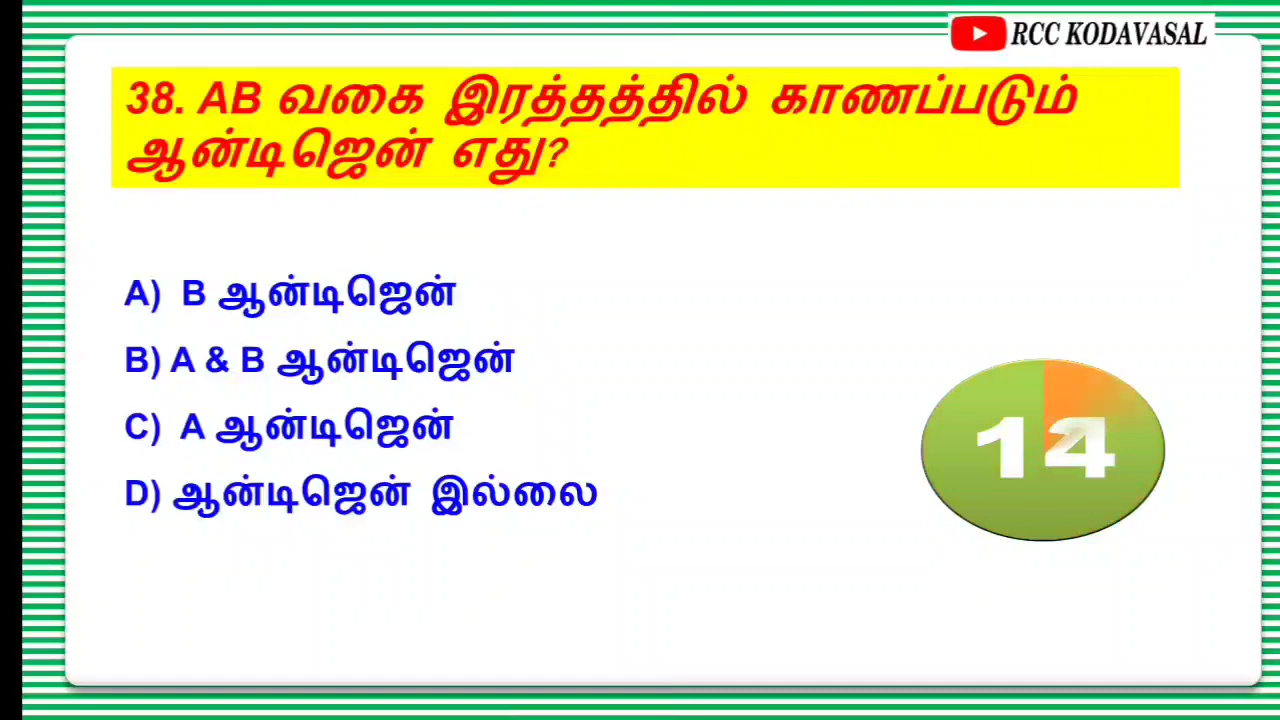 RCC KODAVASAL
38. AB வகை இரத்தத்தில் காணப்படும்
ஆன்டிஜென் எது?
A) B ஆன்டிஜென்
B) A & B ஆன்டிஜென்
C) A ஆன்டிஜென்
D) ஆன்டிஜென் இல்லை
14